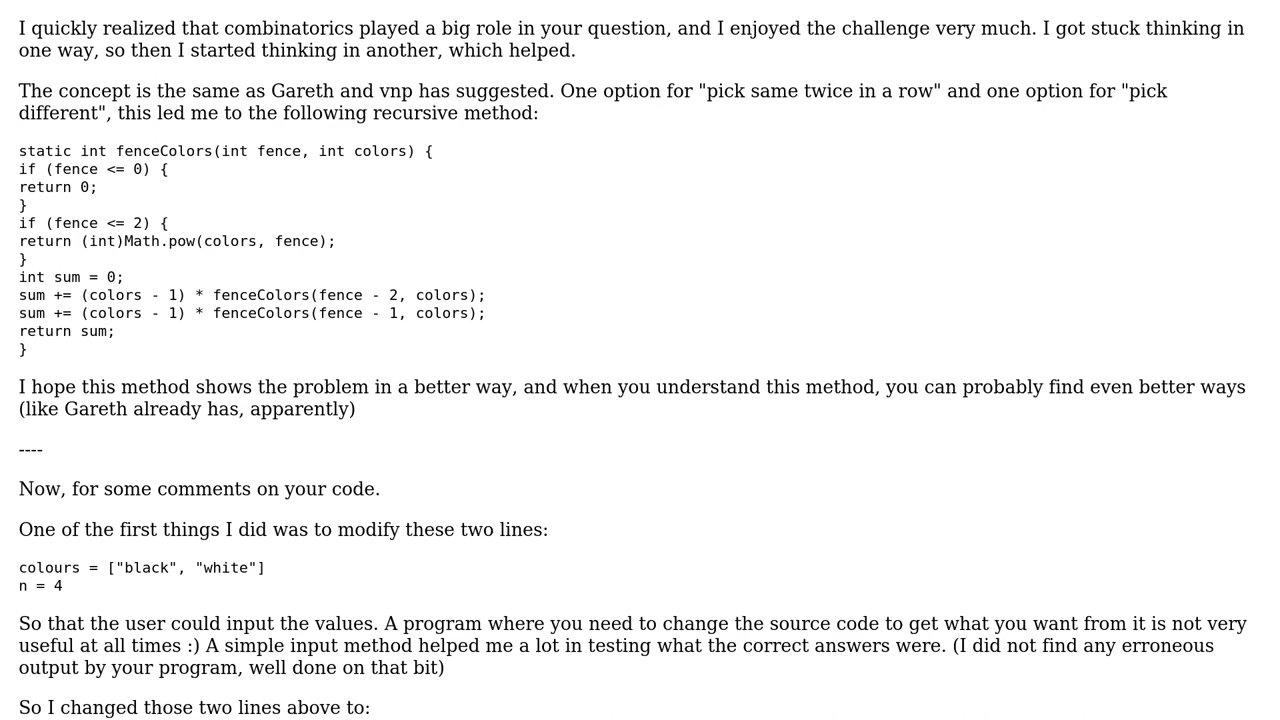 I quickly realized that combinatorics played a big role in your question, and I enjoyed the challenge very much. I got stuck thinking in
one way, so then I started thinking in another, which helped.
The concept is the same as Gareth and vnp has suggested. One option for "pick same twice in a row" and one option for "pick
different", this led me to the following recursive method:
static int fenceColors(int fence, int colors) {
if (fence <= 0) {
return 0;
}
if (fence <= 2) {
return (int)Math.pow(colors, fence);
}
int sum = 0;
sum += (colors - 1) * fenceColors(fence - 2, colors);
sum += (colors - 1) * fenceColors(fence - 1, colors);
return sum;
}
I hope this method shows the problem in a better way, and when you understand this method, you can probably find even better ways
(like Gareth already has, apparently)
----
Now, for some comments on your code.
One of the first things I did was to modify these two lines:
colours = ["black", "white"]
n = 4
So that the user could input the values. A program where you need to change the source code to get what you want from it is not very
useful at all times :) A simple input method helped me a lot in testing what the correct answers were. (I did not find any erroneous
output by your program, well done on that bit)
So I changed those two lines above to: